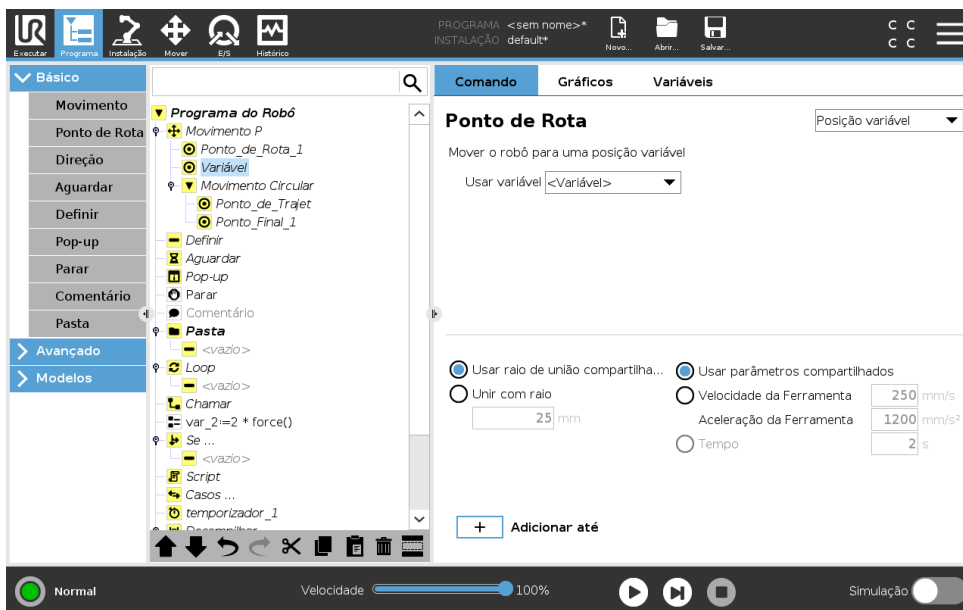 UR
PROGRAMA <sem nome>*
INSTALAÇÃO default*
C C
C C
Executar Programa Instalação Mover E/S Histórico
Novo... Abrir... Salvar...
Básico
Movimento
Ponto de Rota
Direção
Aguardar
Definir
Pop-up
Parar
Comentário
Pasta
Avançado
Modelos
Programa do Robô
Movimento P
Ponto_de_Rota_1
Variável
Movimento Circular
Ponto_de_Trajet
Ponto_Final_1
Definir
Aguardar
Pop-up
Parar
Comentário
Pasta
<vazio>
Loop
<vazio>
Chamar
var_2:=2 * force()
Se ...
<vazio>
Script
Casos ...
temporizador_1
Comando Gráficos Variáveis
Ponto de Rota
Posição variável
Mover o robô para uma posição variável
Usar variável <Variável>
Usar raio de união compartilha...
Unir com raio
25 mm
Usar parâmetros compartilhados
Velocidade da Ferramenta 250 mm/s
Aceleração da Ferramenta 1200 mm/s²
Tempo 2 s
+ Adicionar até
Normal
Velocidade 100%
Simulação